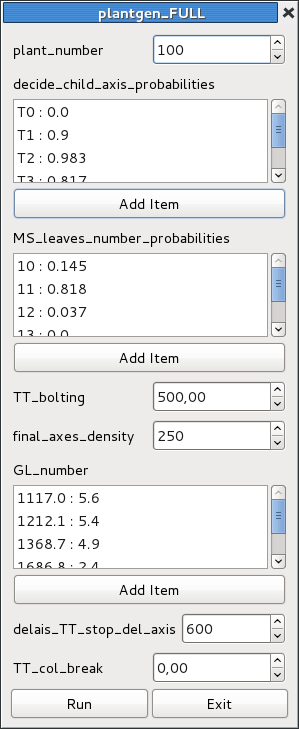 plantgen_FULL
plant_number 100
decide_child_axis_probabilities
T0 : 0.0
T1 : 0.9
T2 : 0.983
T3 : 0.817
Add Item
MS_leaves_number_probabilities
10 : 0.145
11 : 0.818
12 : 0.037
13 : 0.0
Add Item
TT_bolting 500,00
final_axes_density 250
GL_number
1117.0 : 5.6
1212.1 : 5.4
1368.7 : 4.9
1686.8 : 2.4
Add Item
delais_TT_stop_del_axis 600
TT_col_break 0,00
Run Exit